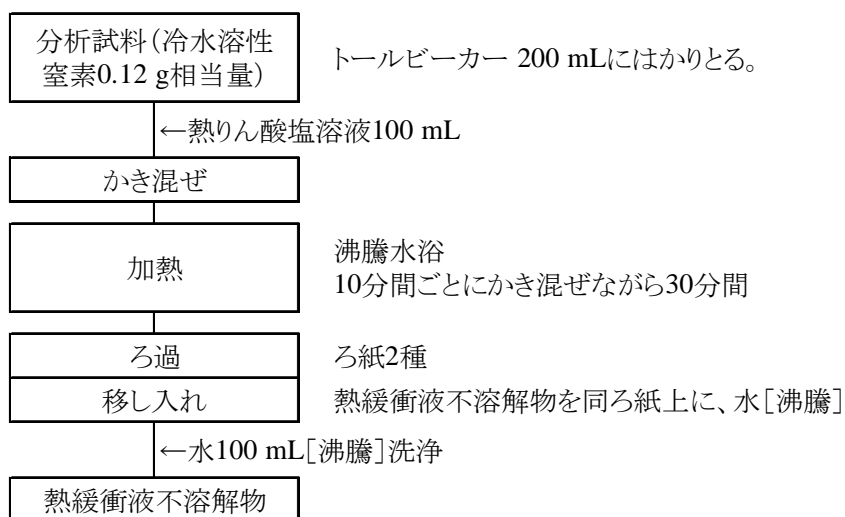 分析試料（冷水溶性
窒素0.12 g相当量）
トールビーカー 200 mLにはかりとる。
←熱りん酸塩溶液100 mL
かき混ぜ
加熱
沸騰水浴
10分間ごとにかき混ぜながら30分間
ろ過
ろ紙2種
移し入れ
熱緩衝液不溶解物を同ろ紙上に、水［沸騰］
←水100 mL［沸騰］洗浄
熱緩衝液不溶解物